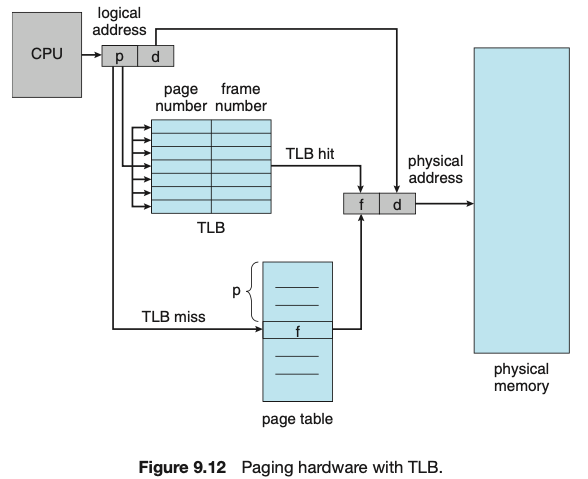 logical
address
CPU
p d
page frame
number number
TLB hit
physical
address
f d
TLB
p
TLB miss
f
page table
physical
memory
Figure 9.12 Paging hardware with TLB.